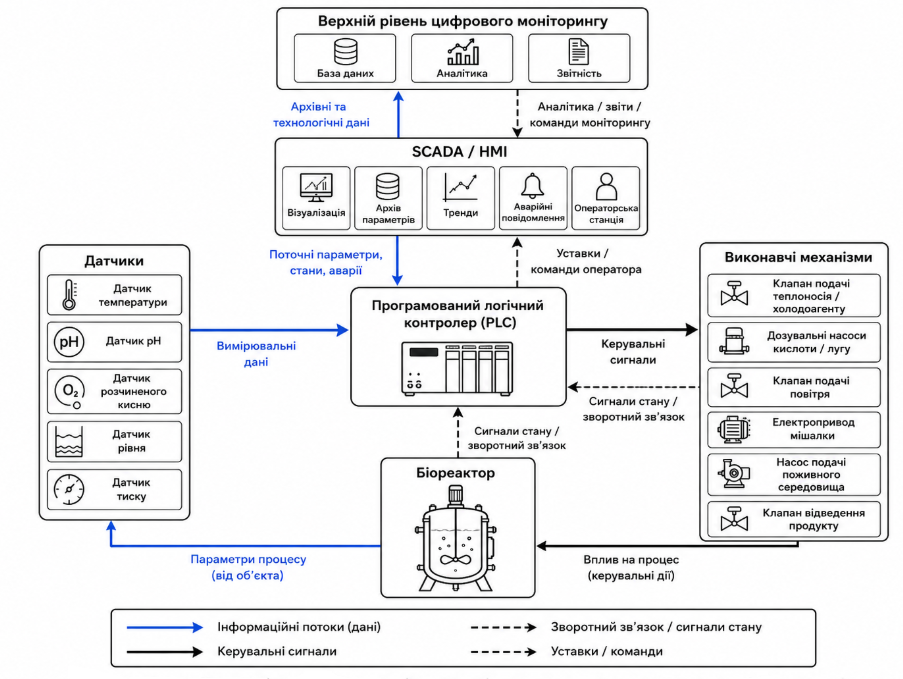 Верхній рівень цифрового моніторингу
База даних
Аналітика
Звітність
Архівні та
технологічні дані
Аналітика / звіти /
команди моніторингу
SCADA / HMI
Візуалізація
Архів
параметрів
Тренди
Аварійні
повідомлення
Операторська
станція
Поточні параметри,
стани, аварії
Уставки /
команди оператора
Датчики
Датчик
температури
pH
Датчик pH
O₂
Датчик
розчиненого
кисню
Датчик
рівня
Датчик
тиску
Вимірювальні
дані
Програмований логічний
контролер (PLC)
Керувальні
сигнали
Сигнали стану /
зворотний зв’язок
Виконавчі механізми
Клапан подачі
теплоносія /
холодоагенту
Дозувальні насоси
кислоти / лугу
Клапан подачі
повітря
Електропривод
мішалки
Насос подачі
поживного
середовища
Клапан відведення
продукту
Сигнали стану /
зворотний зв’язок
Біореактор
Параметри процесу
(від об’єкта)
Вплив на процес
(керувальні дії)
Інформаційні потоки (дані)
Зворотний зв’язок / сигнали стану
Керувальні сигнали
Уставки / команди